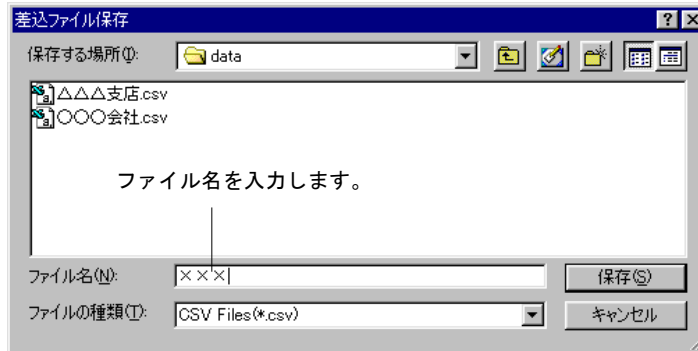 差込ファイル保存
保存する場所(I): data
△△△支店.csv
○○○会社.csv
ファイル名を入力します。
ファイル名(N): ××× 保存(S)
ファイルの種類(T): CSV Files(*.csv) キャンセル